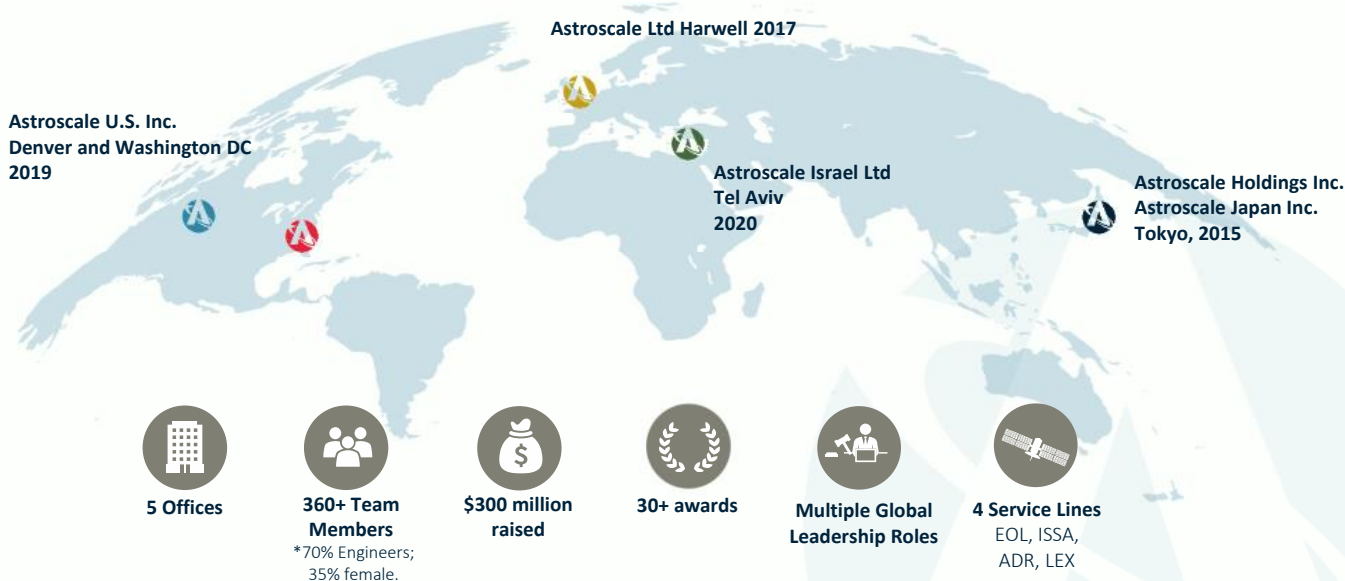 Astroscale Ltd Harwell 2017
Astroscale U.S. Inc.
Denver and Washington DC
2019
Astroscale Israel Ltd
Tel Aviv
2020
Astroscale Holdings Inc.
Astroscale Japan Inc.
Tokyo, 2015
$
5 Offices
360+ Team
Members
*70% Engineers;
35% female.
$300 million
raised
30+ awards
Multiple Global
Leadership Roles
4 Service Lines
EOL, ISSA,
ADR, LEX